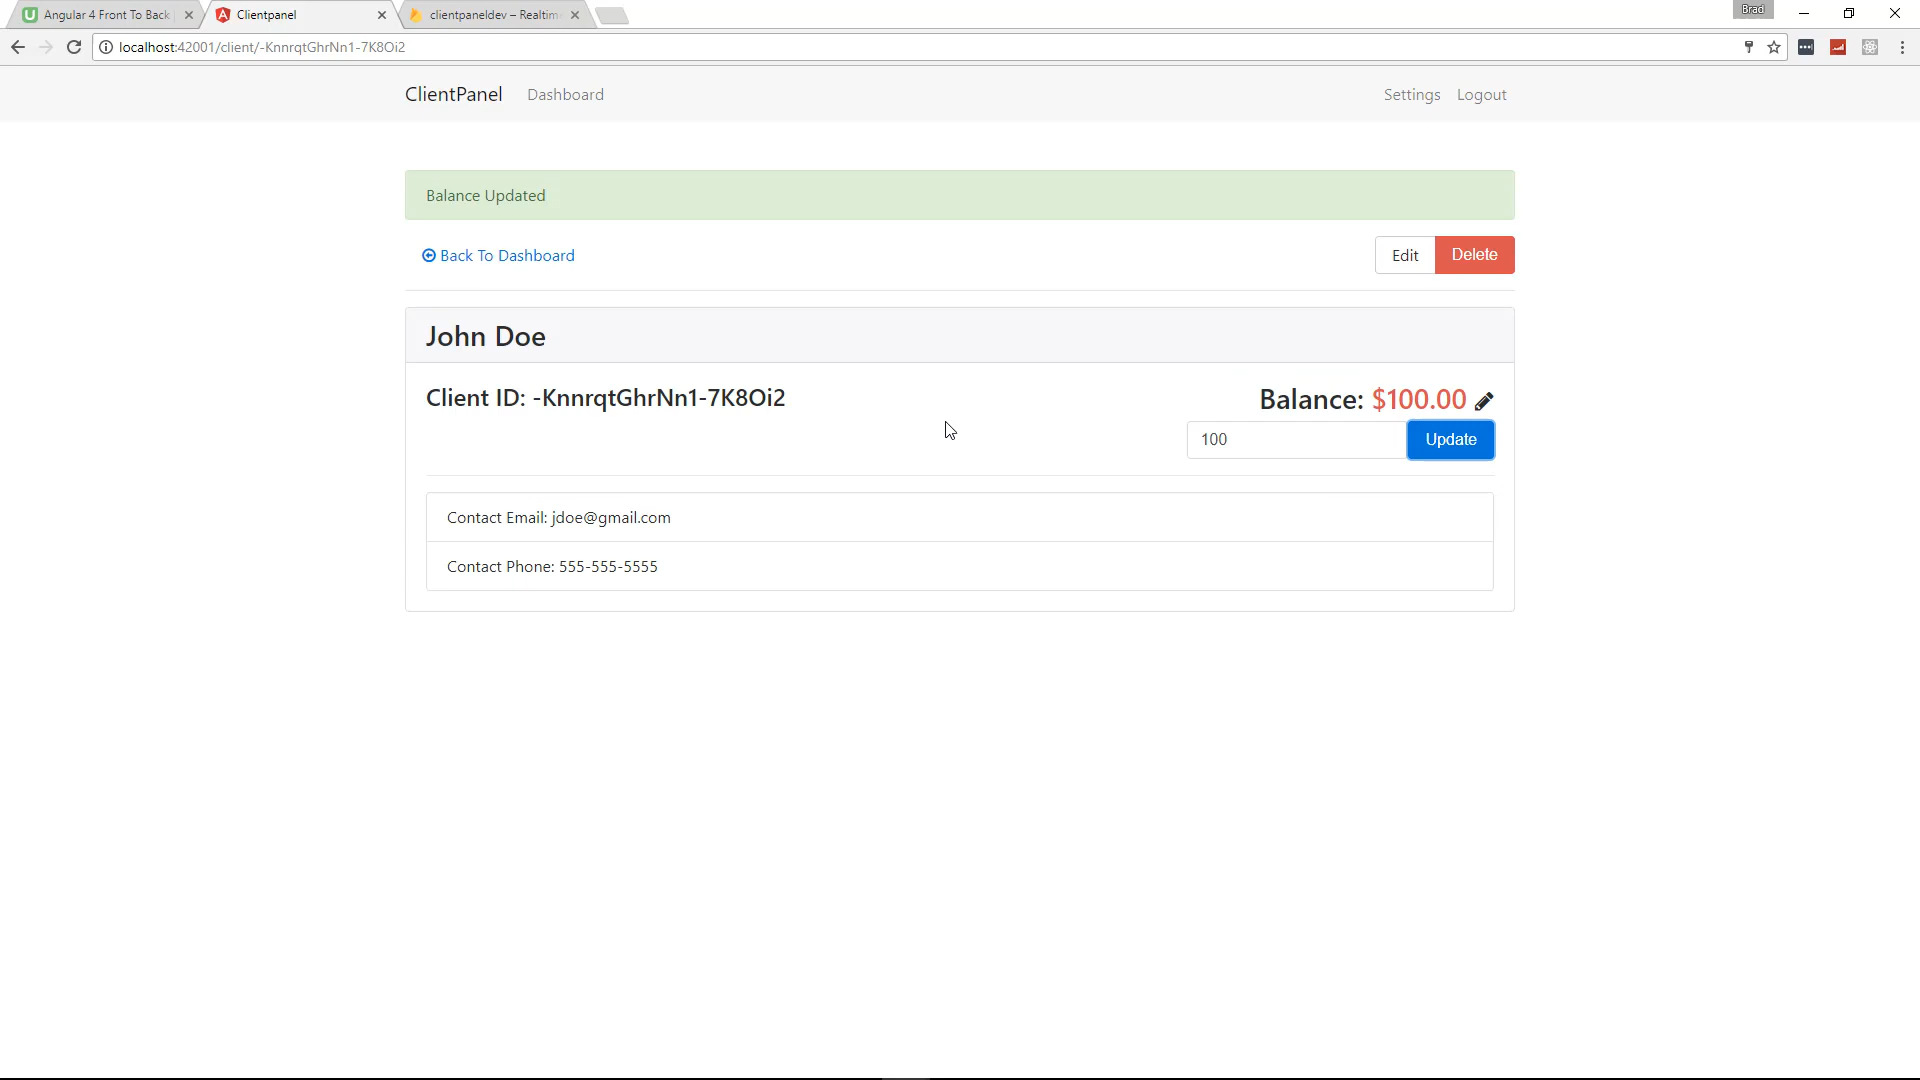 Angular 4 Front To Back
Clientpanel
clientpaneldev – Realtim
Brad
localhost:42001/client/-KnnrqtGhrNn1-7K8Oi2
ClientPanel
Dashboard
Settings
Logout
Balance Updated
Back To Dashboard
Edit
Delete
John Doe
Client ID: -KnnrqtGhrNn1-7K8Oi2
Balance: $100.00
100
Update
Contact Email: jdoe@gmail.com
Contact Phone: 555-555-5555